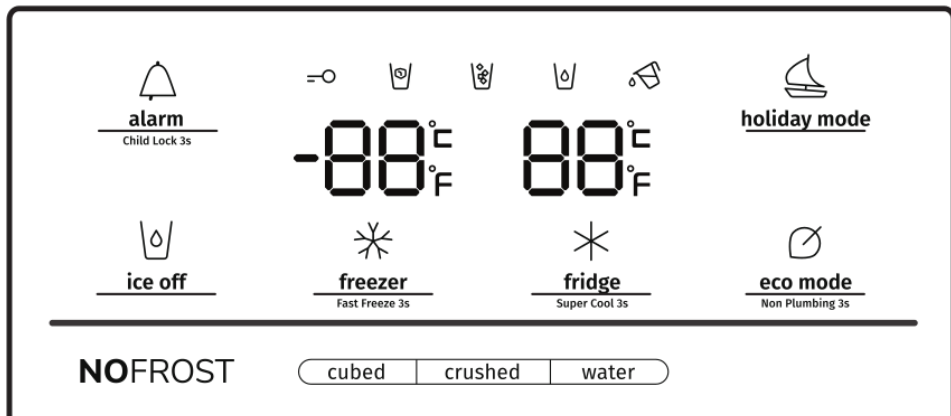 alarm
Child Lock 3s
holiday mode
-88 °C °F
88 °C °F
ice off
freezer
Fast Freeze 3s
fridge
Super Cool 3s
eco mode
Non Plumbing 3s
NOFROST
cubed
crushed
water